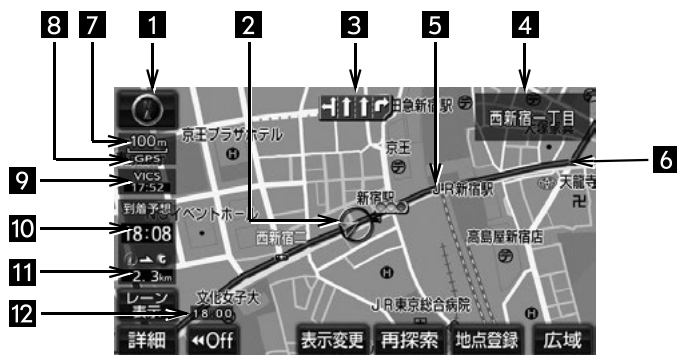 8 7 1 2 3 5 4
田急新宿駅
西新宿一丁目
100m
京王プラザホテル
GPS
京王
6
9
VICS
17:52
新宿駅
JR新宿駅
天龍寺
到着予想
イベントホール
10
18:08
西新宿二
高島屋新宿店
11
2.3km
レーン
表示
文化女子大
JR東京総合病院
12
18:00
詳細
Off
表示変更
再探索
地点登録
広域